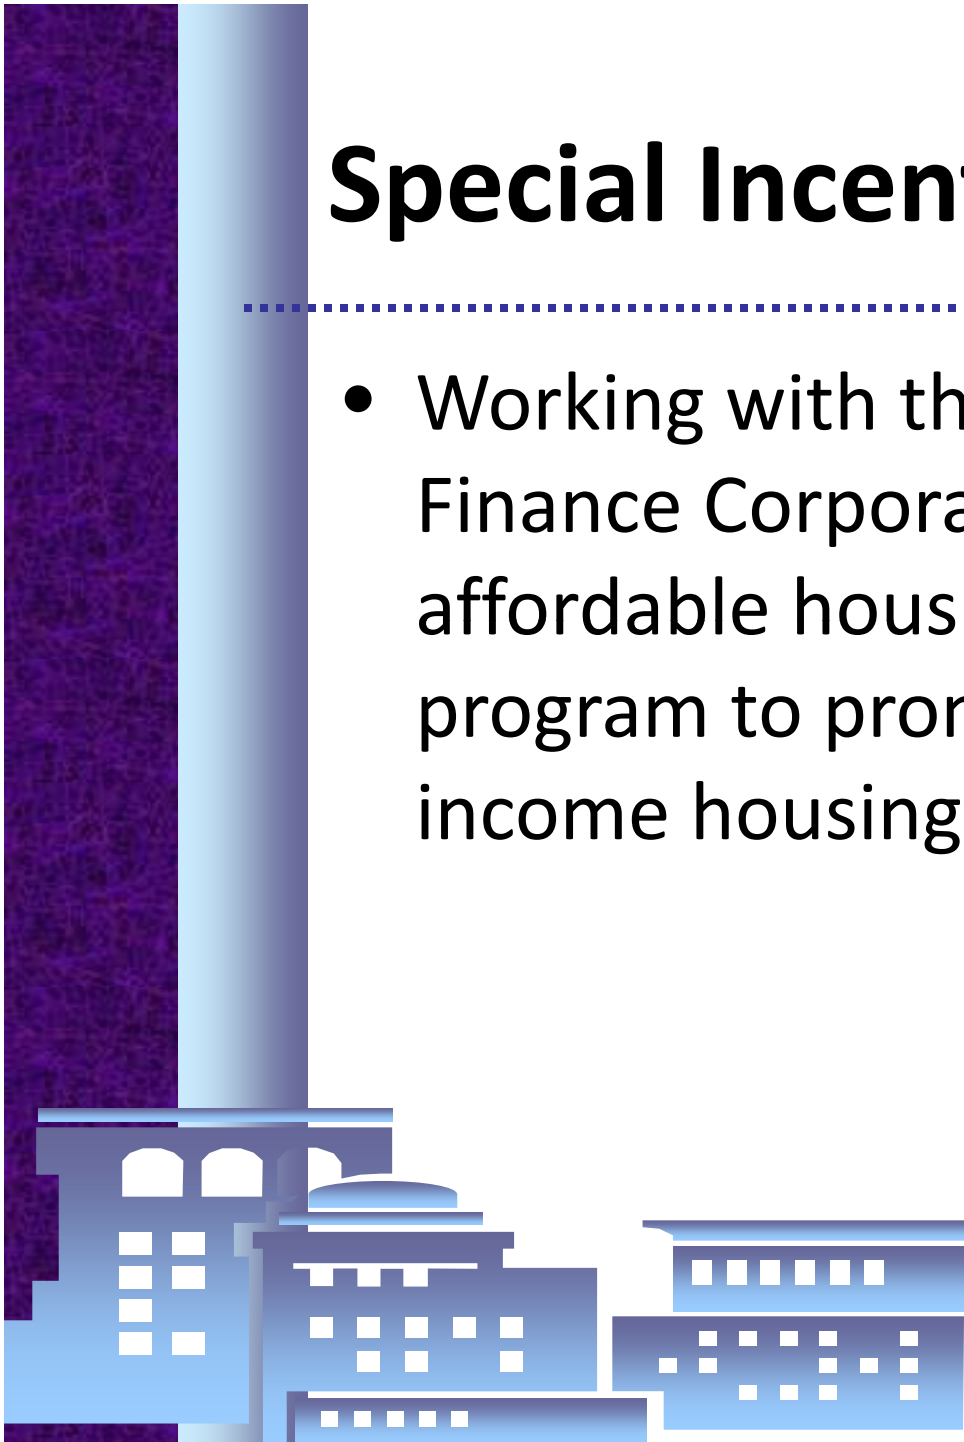 Special Incen
• Working with th
Finance Corpora
affordable hous
program to pro
income housing